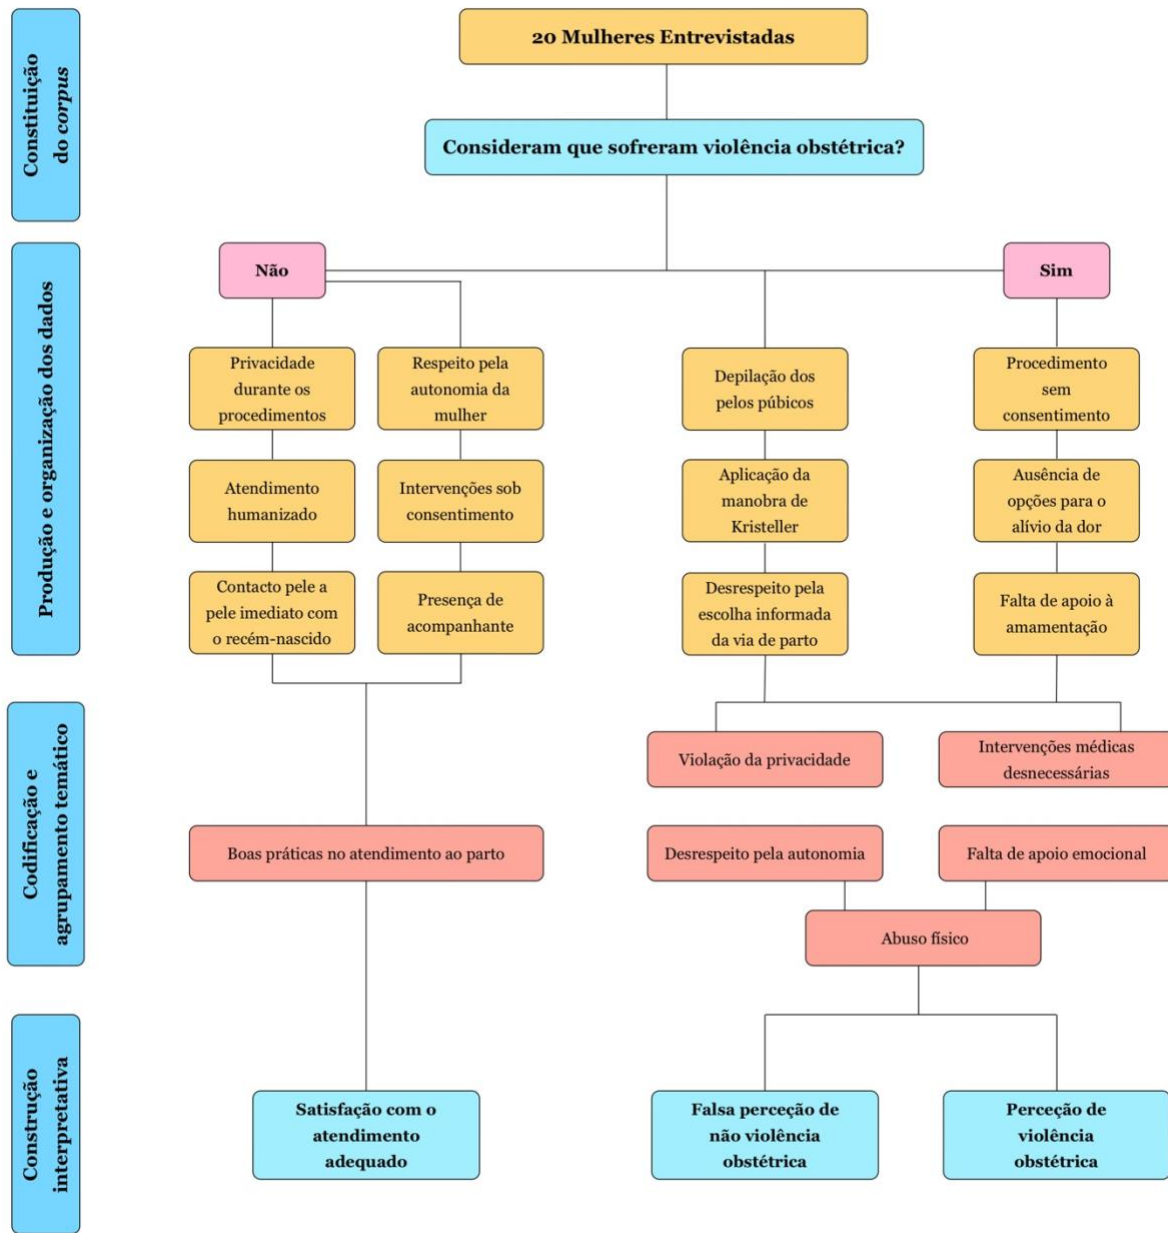 Constituição
do corpus
20 Mulheres Entrevistadas
Consideram que sofreram violência obstétrica?
Produção e organização dos dados
Não
Sim
Privacidade
durante os
procedimentos
Respeito pela
autonomia da
mulher
Depilação dos
pelos púbicos
Procedimento
sem
consentimento
Atendimento
humanizado
Intervenções sob
consentimento
Aplicação da
manobra de
Kristeller
Ausência de
opções para o
alívio da dor
Contacto pele a
pele imediato com
o recém-nascido
Presença de
acompanhante
Desrespeito pela
escolha informada
da via de parto
Falta de apoio à
amamentação
Codificação e
agrupamento temático
Violação da privacidade
Intervenções médicas
desnecessárias
Boas práticas no atendimento ao parto
Desrespeito pela autonomia
Falta de apoio emocional
Abuso físico
Construção
interpretativa
Satisfação com o
atendimento
adequado
Falsa perceção de
não violência
obstétrica
Perceção de
violência
obstétrica